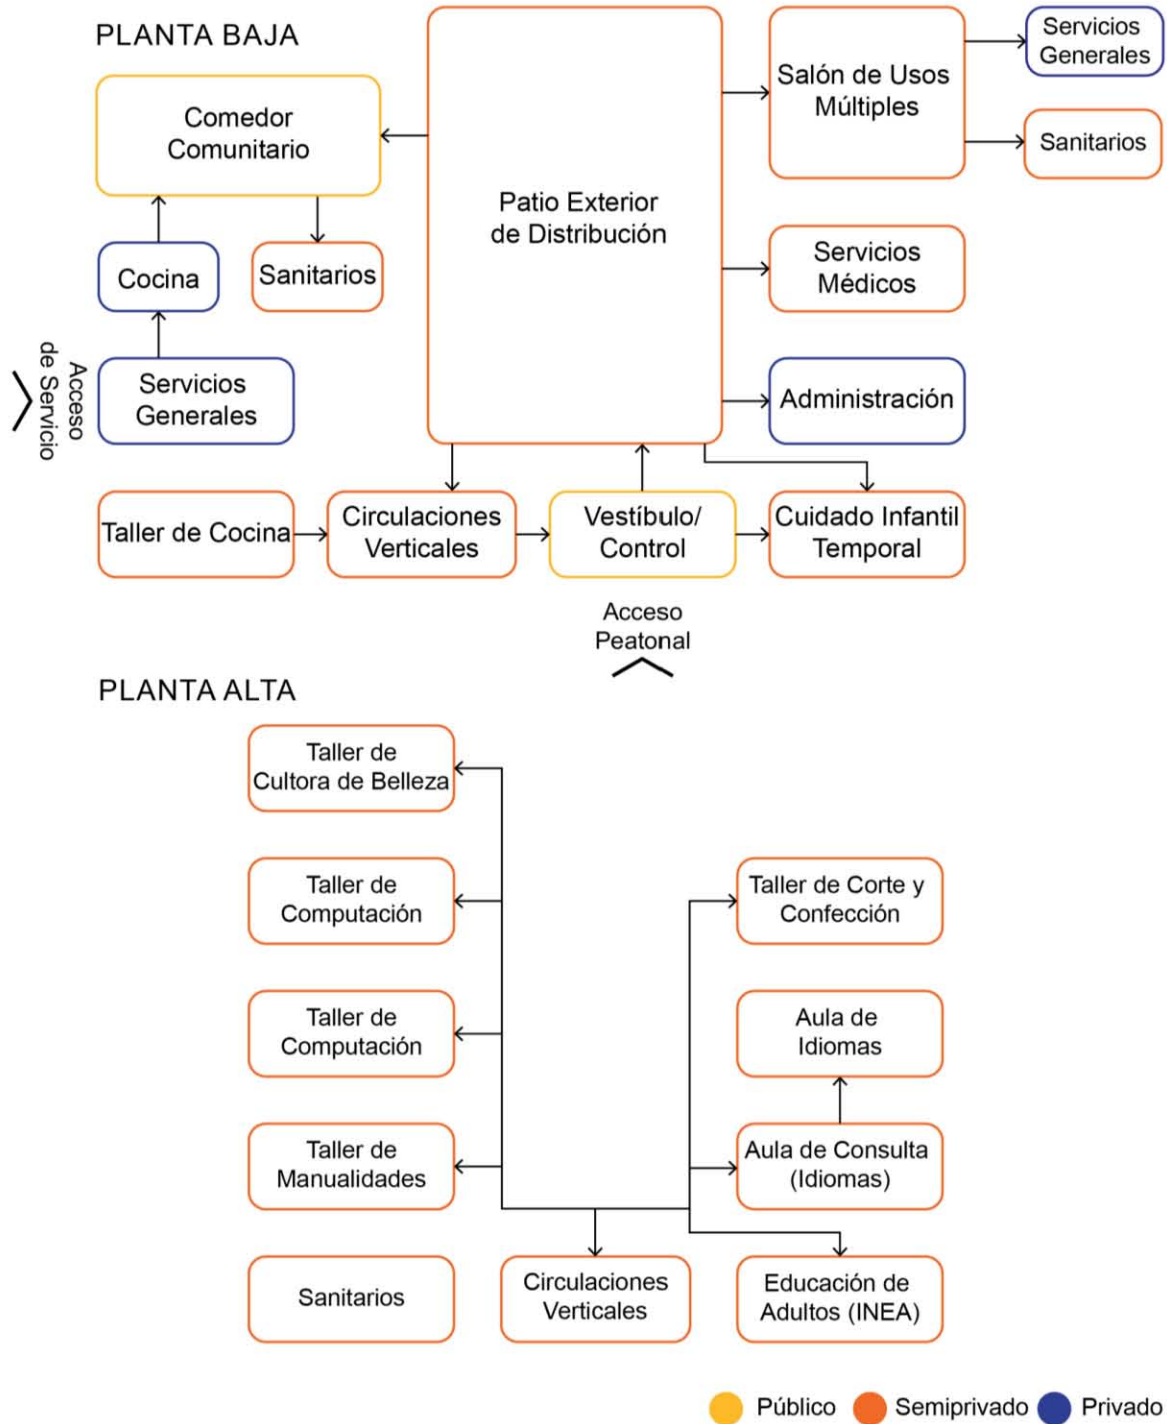 PLANTA BAJA
Comedor
Comunitario
Cocina
Sanitarios
Acceso
de Servicio
Servicios
Generales
Patio Exterior
de Distribución
Salón de Usos
Múltiples
Servicios
Generales
Sanitarios
Servicios
Médicos
Administración
Taller de Cocina
Circulaciones
Verticales
Vestíbulo/
Control
Cuidado Infantil
Temporal
Acceso
Peatonal
PLANTA ALTA
Taller de
Cultora de Belleza
Taller de
Computación
Taller de
Computación
Taller de
Manualidades
Sanitarios
Circulaciones
Verticales
Taller de Corte y
Confección
Aula de
Idiomas
Aula de Consulta
(Idiomas)
Educación de
Adultos (INEA)
Público
Semiprivado
Privado